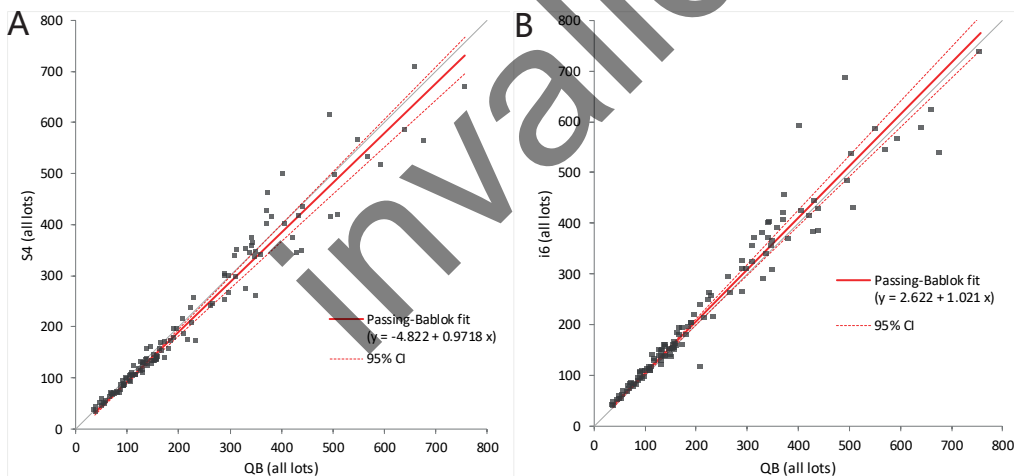 A
800
700
600
500
400
300
200
100
0
S4 (all lots)
0 100 200 300 400 500 600 700 800
QB (all lots)
Passing-Bablok fit
(y = -4.822 + 0.9718 x)
95% CI
B
800
700
600
500
400
300
200
100
0
i6 (all lots)
0 100 200 300 400 500 600 700 800
QB (all lots)
Passing-Bablok fit
(y = 2.622 + 1.021 x)
95% CI